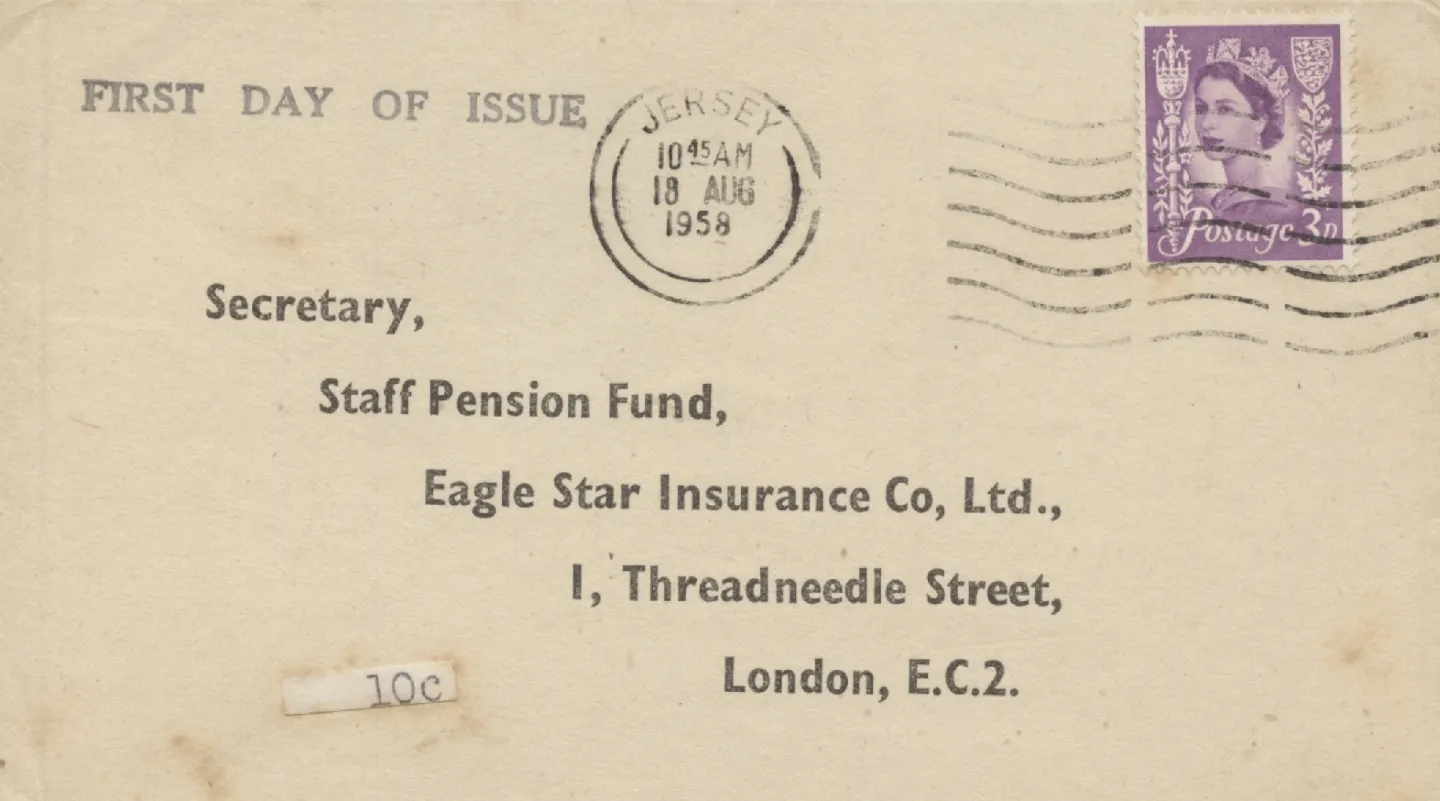 FIRST DAY OF ISSUE
JERSEY
10 45 AM
18 AUG
1958
Postage 3D
Secretary,
Staff Pension Fund,
Eagle Star Insurance Co, Ltd.,
1, Threadneedle Street,
London, E.C.2.
10c